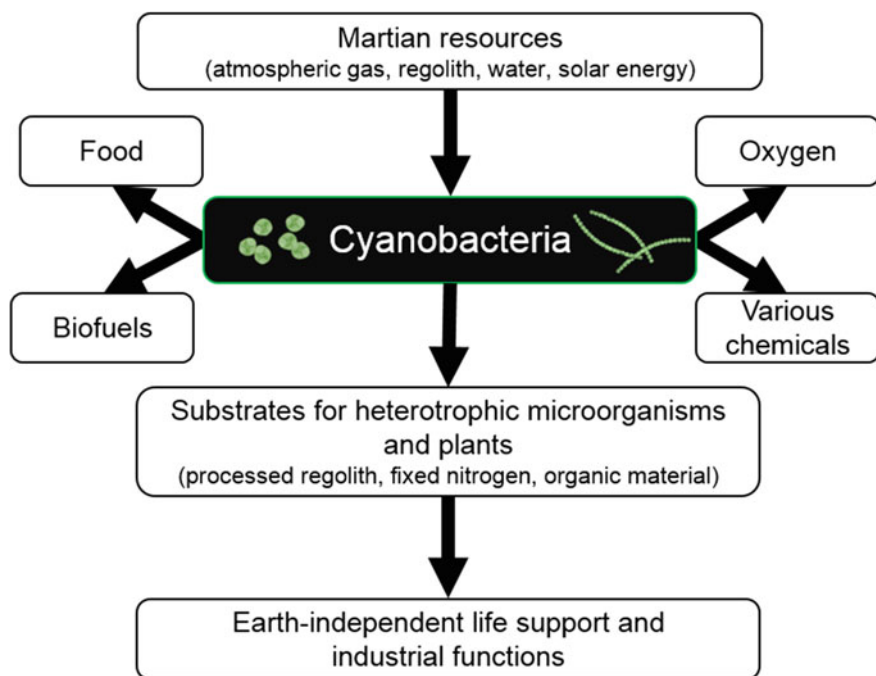 Martian resources
(atmospheric gas, regolith, water, solar energy)
Food
Oxygen
Cyanobacteria
Biofuels
Various
chemicals
Substrates for heterotrophic microorganisms
and plants
(processed regolith, fixed nitrogen, organic material)
Earth-independent life support and
industrial functions